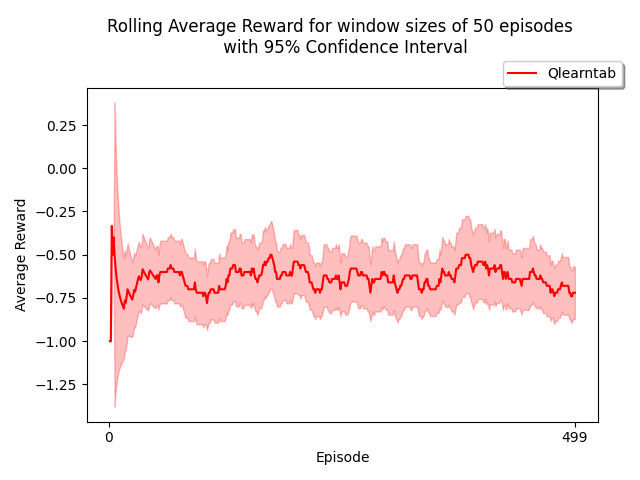 Rolling Average Reward for window sizes of 50 episodes
with 95% Confidence Interval
Qlearntab
0.25
0.00
−0.25
−0.50
−0.75
−1.00
−1.25
Average Reward
0
499
Episode